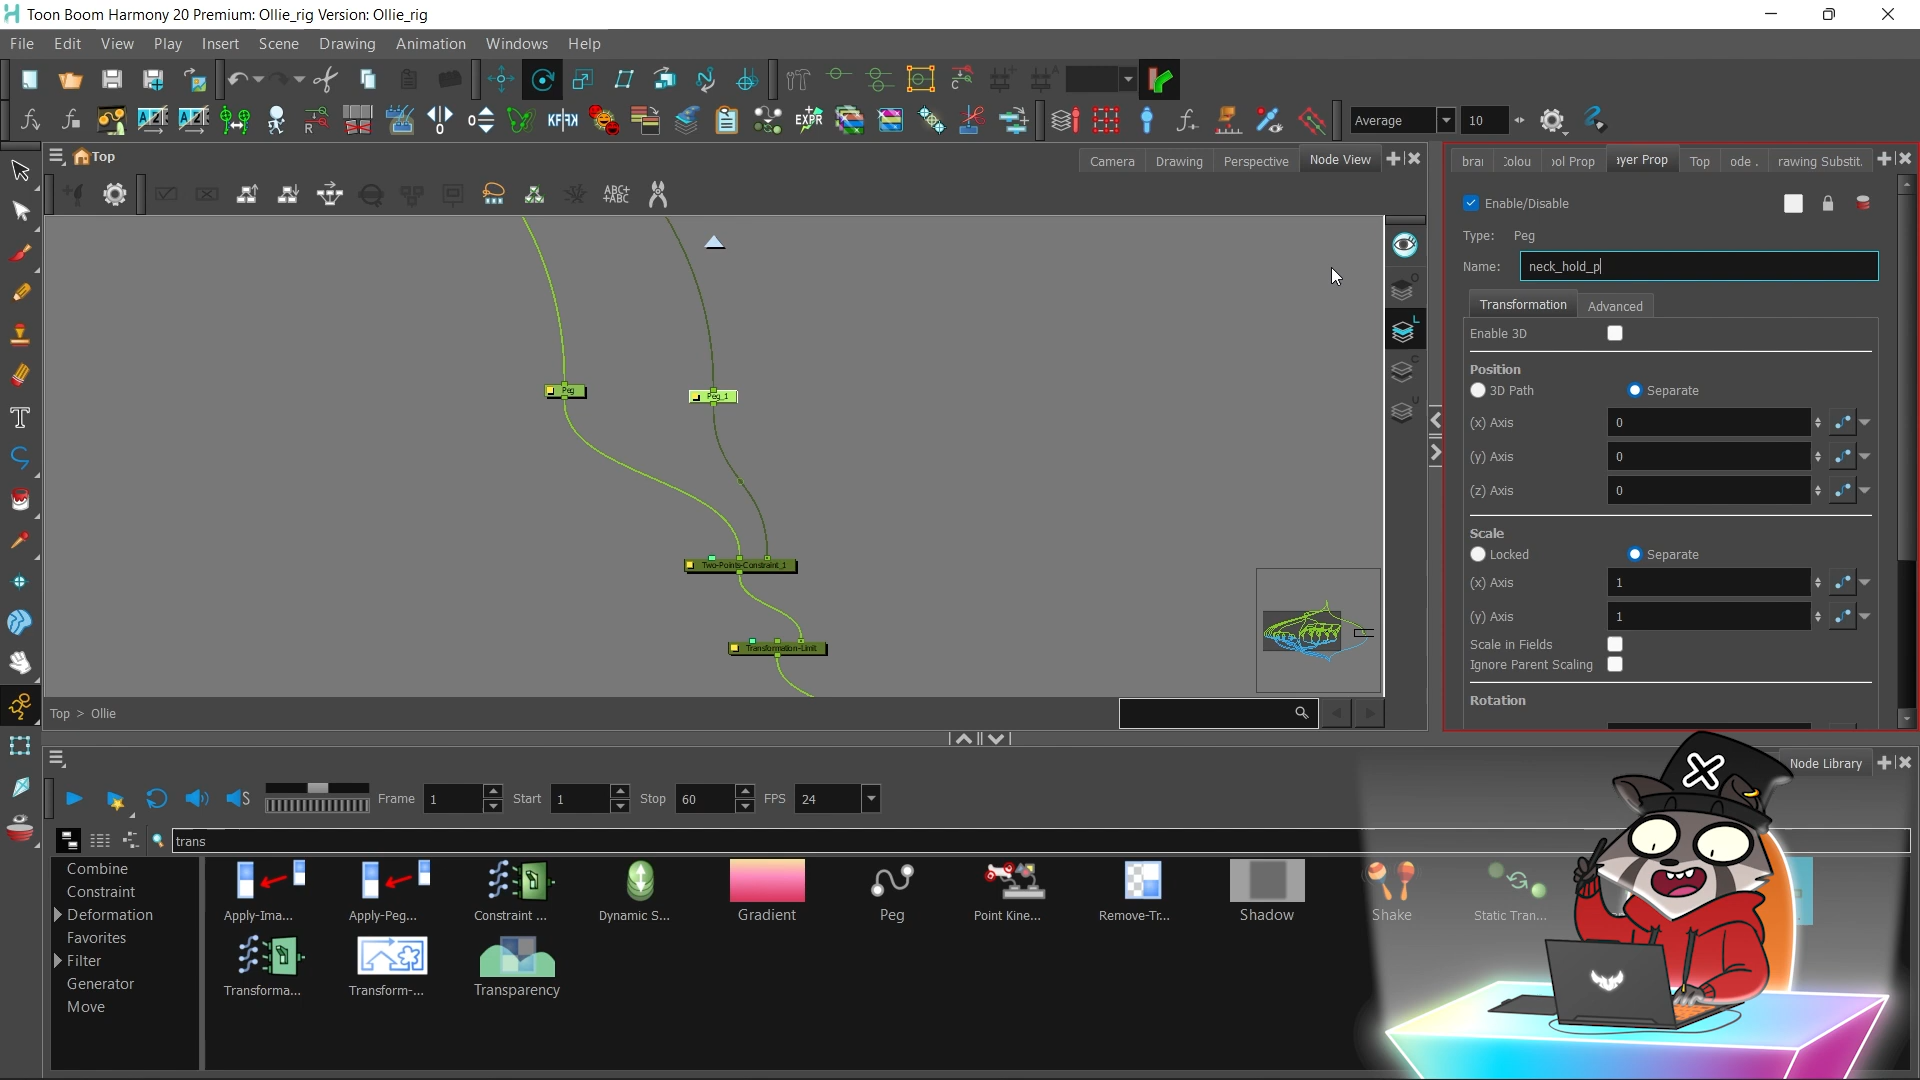 Toon Boom Harmony 20 Premium: Ollie_rig Version: Ollie_rig
File Edit View Play Insert Scene Drawing Animation Windows Help
EXPR
Average 10
Top
Camera Drawing Perspective Node View
brai Colou ol Prop ayer Prop Top ode . rawing Substit.
ABC+
+ABC
Enable/Disable
Type: Peg
Name: neck_hold_p
Transformation Advanced
Enable 3D
Position
3D Path Separate
(x) Axis 0
(y) Axis 0
(z) Axis 0
Scale
Locked Separate
(x) Axis 1
(y) Axis 1
Scale in Fields
Ignore Parent Scaling
Rotation
Peg
Peg_1
Two-Points-Constraint_1
Transformation-Limit
Top > Ollie
Node Library
Frame 1 Start 1 Stop 60 FPS 24
trans
Combine
Constraint
Deformation
Favorites
Filter
Generator
Move
Apply-Ima... Apply-Peg... Constraint ... Dynamic S... Gradient Peg Point Kine... Remove-Tr... Shadow Shake Static Tran...
Transforma... Transform-... Transparency